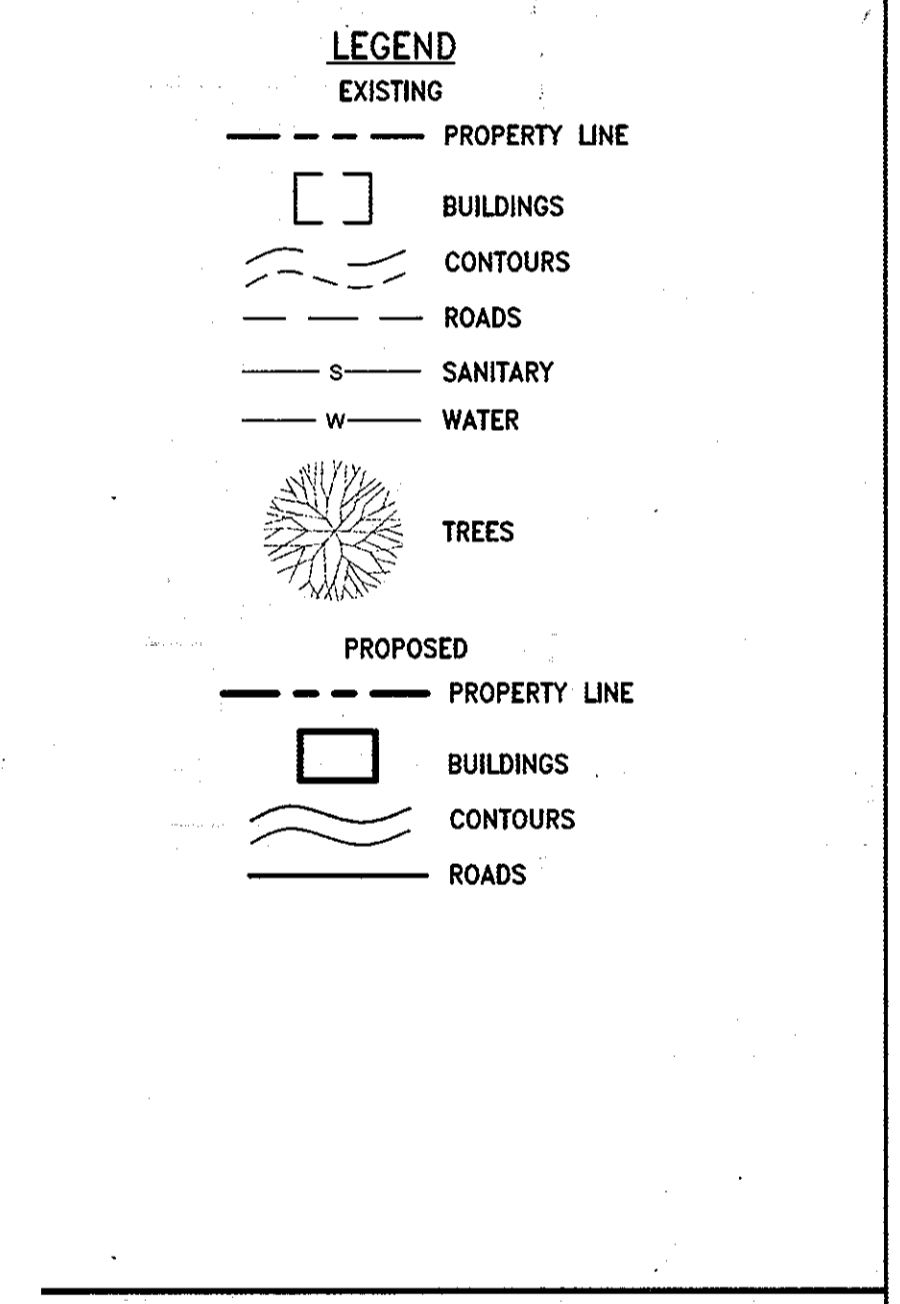 LEGEND
EXISTING
PROPERTY LINE
BUILDINGS
CONTOURS
ROADS
S SANITARY
W WATER
TREES
PROPOSED
PROPERTY LINE
BUILDINGS
CONTOURS
ROADS